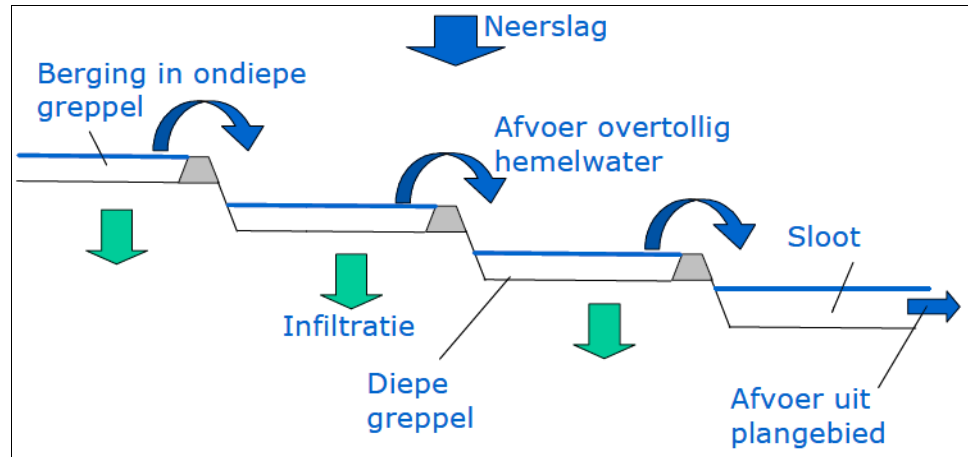 Neerslag
Berging in ondiepe
greppel
Afvoer overtollig
hemelwater
Sloot
Infiltratie
Diepe
greppel
Afvoer uit
plangebied